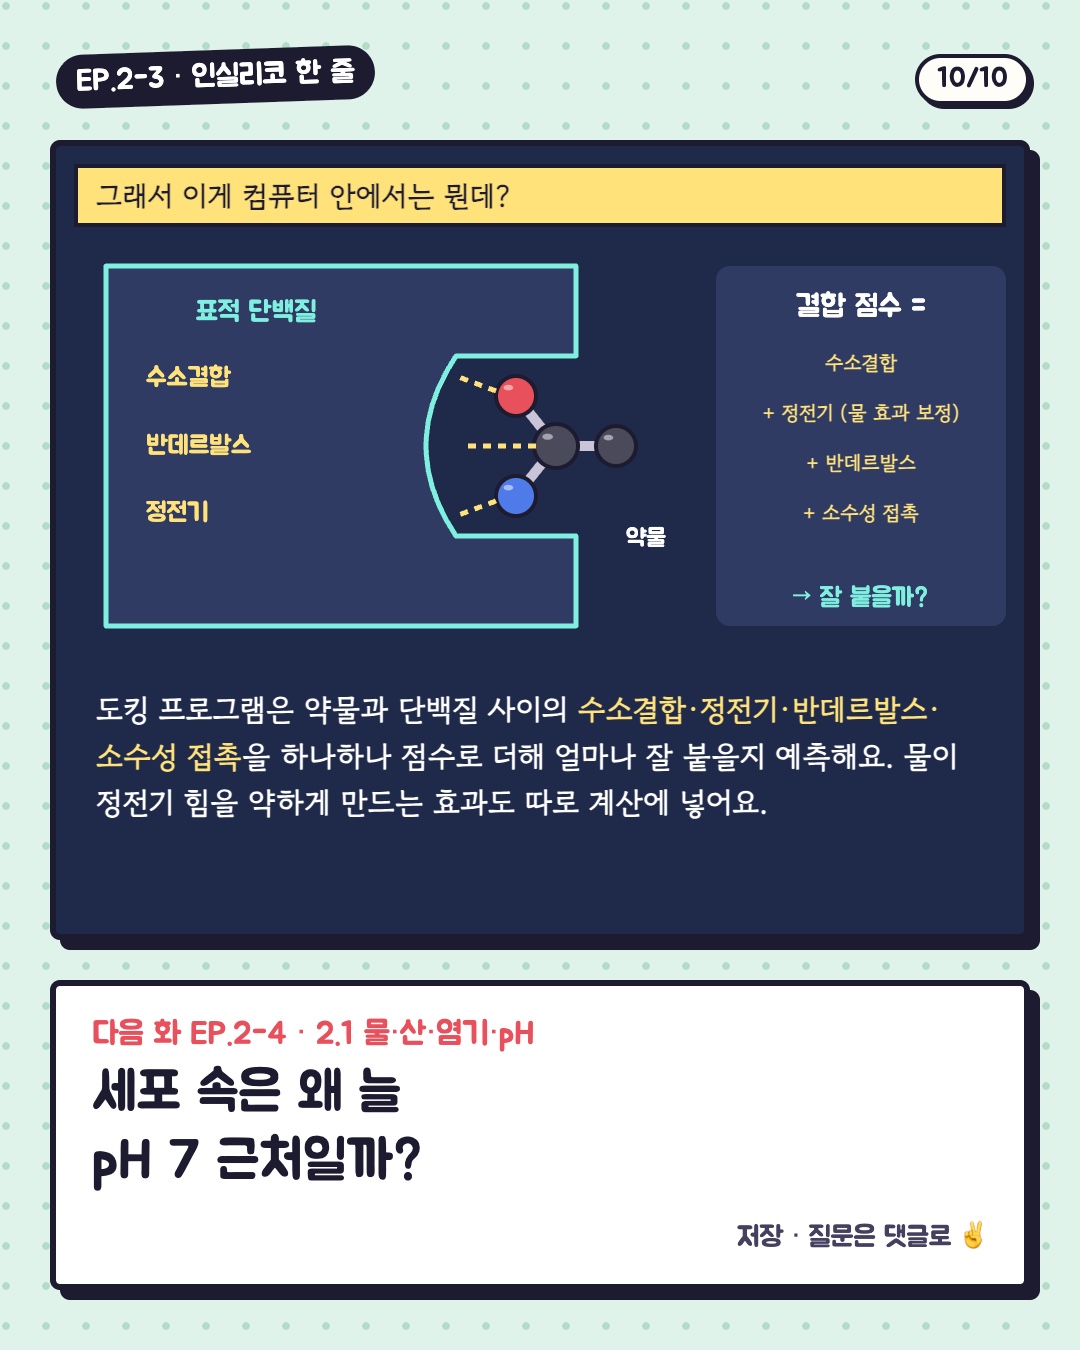 EP.2-3 · 인실리코 한 줄
10/10
그래서 이게 컴퓨터 안에서는 뭔데?
표적 단백질
수소결합
반데르발스
정전기
약물
결합 점수 =
수소결합
+ 정전기 (물 효과 보정)
+ 반데르발스
+ 소수성 접촉
→ 잘 붙을까?
도킹 프로그램은 약물과 단백질 사이의 수소결합·정전기·반데르발스·
소수성 접촉을 하나하나 점수로 더해 얼마나 잘 붙을지 예측해요. 물이
정전기 힘을 약하게 만드는 효과도 따로 계산에 넣어요.
다음 화 EP.2-4 · 2.1 물·산·염기·pH
세포 속은 왜 늘
pH 7 근처일까?
저장 · 질문은 댓글로 ✌️